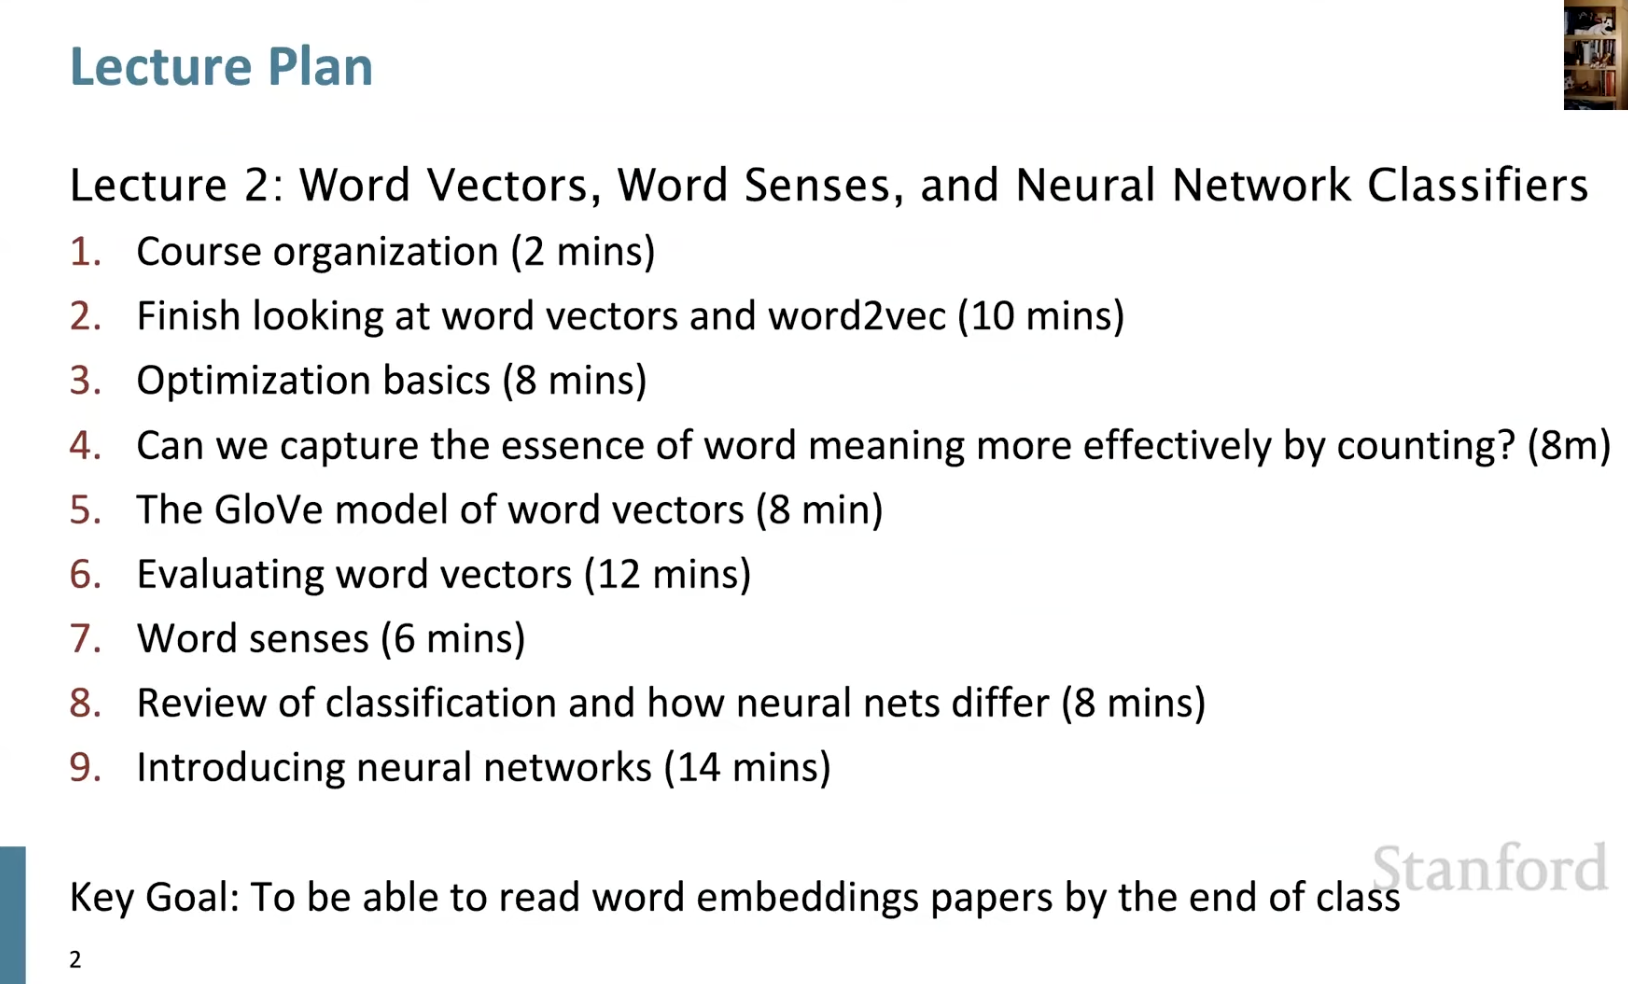 Lecture Plan
Lecture 2: Word Vectors, Word Senses, and Neural Network Classifiers
1. Course organization (2 mins)
2. Finish looking at word vectors and word2vec (10 mins)
3. Optimization basics (8 mins)
4. Can we capture the essence of word meaning more effectively by counting? (8m)
5. The GloVe model of word vectors (8 min)
6. Evaluating word vectors (12 mins)
7. Word senses (6 mins)
8. Review of classification and how neural nets differ (8 mins)
9. Introducing neural networks (14 mins)
Stanford
Key Goal: To be able to read word embeddings papers by the end of class
2